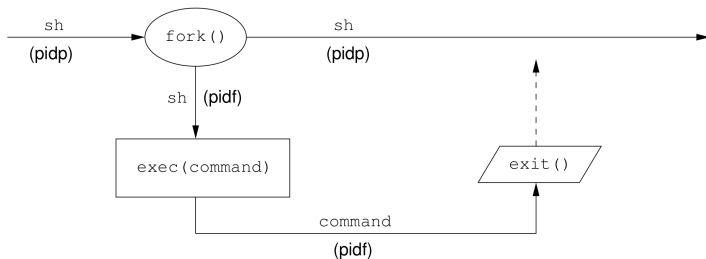 sh
(pidp)
fork()
sh
(pidp)
sh (pidf)
exec(command)
exit()
command
(pidf)